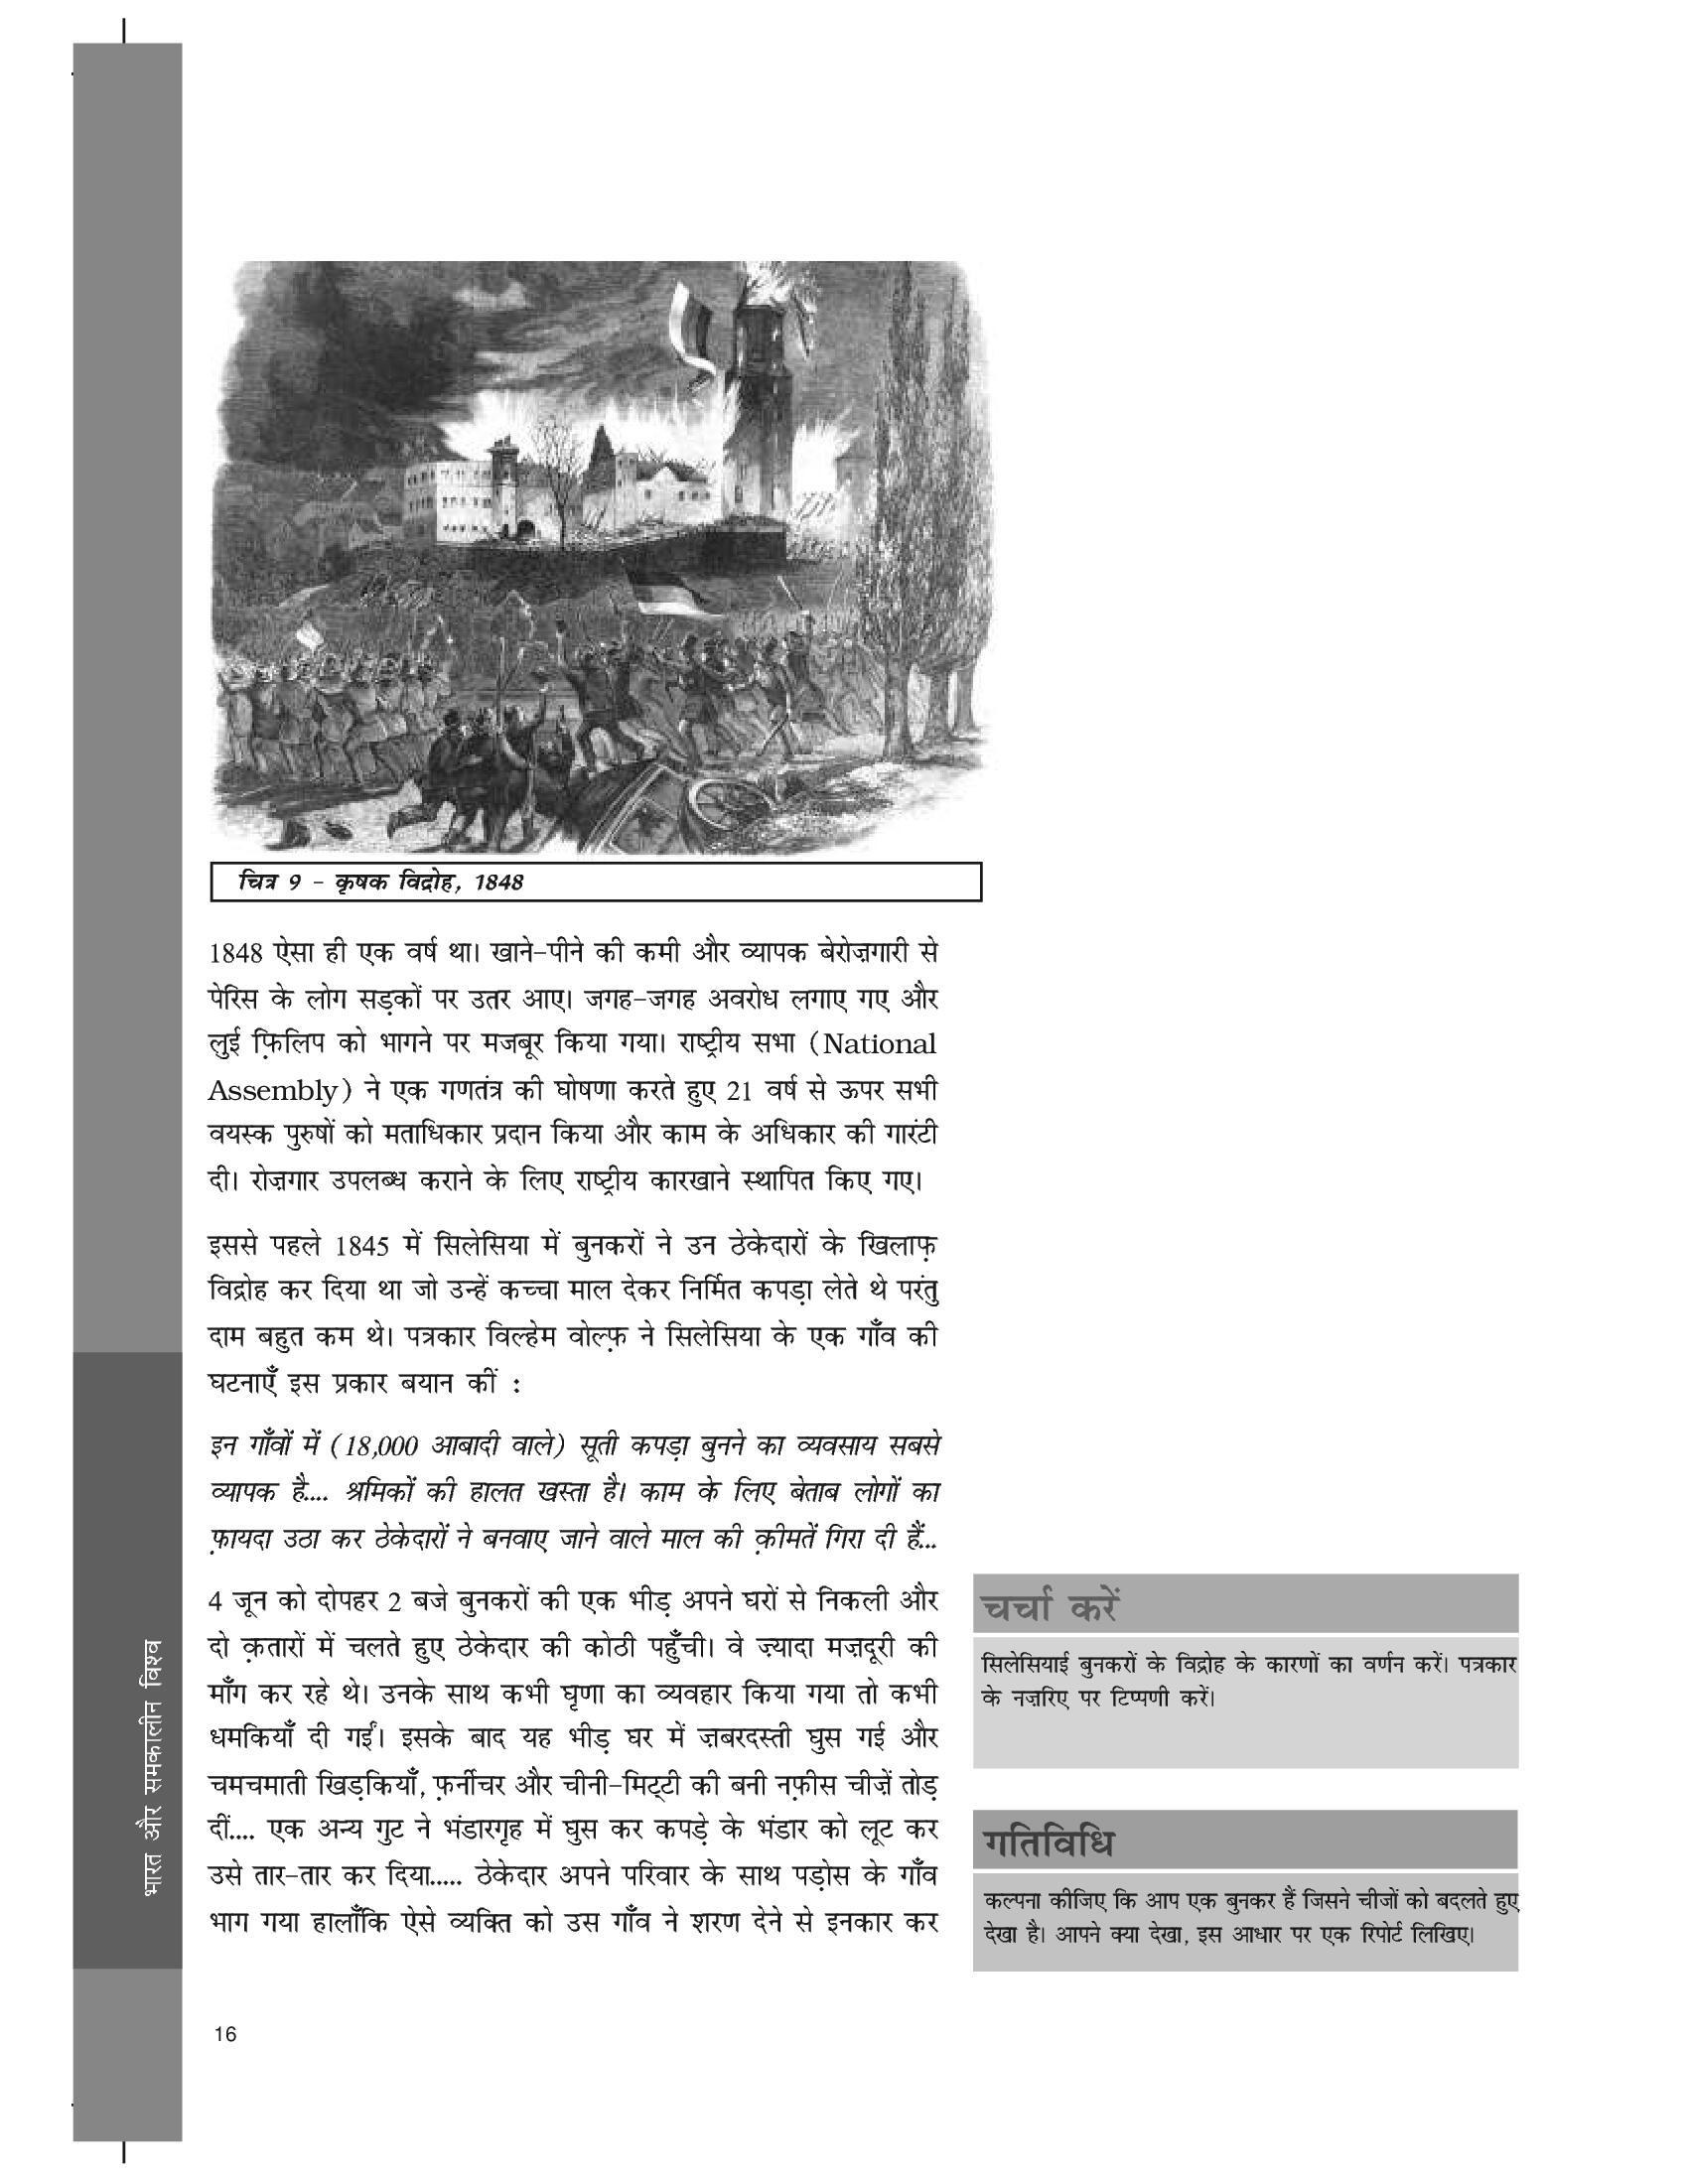 चित्र 9 – कृषक विद्रोह, 1848
1848 ऐसा ही एक वर्ष था। खाने-पीने की कमी और व्यापक बेरोज़गारी से
पेरिस के लोग सड़कों पर उतर आए। जगह-जगह अवरोध लगाए गए और
लुई फ़िलिप को भागने पर मजबूर किया गया। राष्ट्रीय सभा (National
Assembly) ने एक गणतंत्र की घोषणा करते हुए 21 वर्ष से ऊपर सभी
वयस्क पुरुषों को मताधिकार प्रदान किया और काम के अधिकार की गारंटी
दी। रोज़गार उपलब्ध कराने के लिए राष्ट्रीय कारखाने स्थापित किए गए।
इससे पहले 1845 में सिलेसिया में बुनकरों ने उन ठेकेदारों के खिलाफ़
विद्रोह कर दिया था जो उन्हें कच्चा माल देकर निर्मित कपड़ा लेते थे परंतु
दाम बहुत कम थे। पत्रकार विल्हेम वोल्फ़ ने सिलेसिया के एक गाँव की
घटनाएँ इस प्रकार बयान कीं :
इन गाँवों में (18,000 आबादी वाले) सूती कपड़ा बुनने का व्यवसाय सबसे
व्यापक है.... श्रमिकों की हालत खस्ता है। काम के लिए बेताब लोगों का
फ़ायदा उठा कर ठेकेदारों ने बनवाए जाने वाले माल की क़ीमतें गिरा दी हैं...
4 जून को दोपहर 2 बजे बुनकरों की एक भीड़ अपने घरों से निकली और
दो क़तारों में चलते हुए ठेकेदार की कोठी पहुँची। वे ज़्यादा मज़दूरी की
माँग कर रहे थे। उनके साथ कभी घृणा का व्यवहार किया गया तो कभी
धमकियाँ दी गईं। इसके बाद यह भीड़ घर में ज़बरदस्ती घुस गई और
चमचमाती खिड़कियाँ, फ़र्नीचर और चीनी-मिट्टी की बनी नफ़ीस चीज़ें तोड़
दीं.... एक अन्य गुट ने भंडारगृह में घुस कर कपड़े के भंडार को लूट कर
उसे तार-तार कर दिया..... ठेकेदार अपने परिवार के साथ पड़ोस के गाँव
भाग गया हालाँकि ऐसे व्यक्ति को उस गाँव ने शरण देने से इनकार कर
चर्चा करें
सिलेसियाई बुनकरों के विद्रोह के कारणों का वर्णन करें। पत्रकार
के नज़रिए पर टिप्पणी करें।
गतिविधि
कल्पना कीजिए कि आप एक बुनकर हैं जिसने चीजों को बदलते हुए
देखा है। आपने क्या देखा, इस आधार पर एक रिपोर्ट लिखिए।
भारत और समकालीन विश्व
16